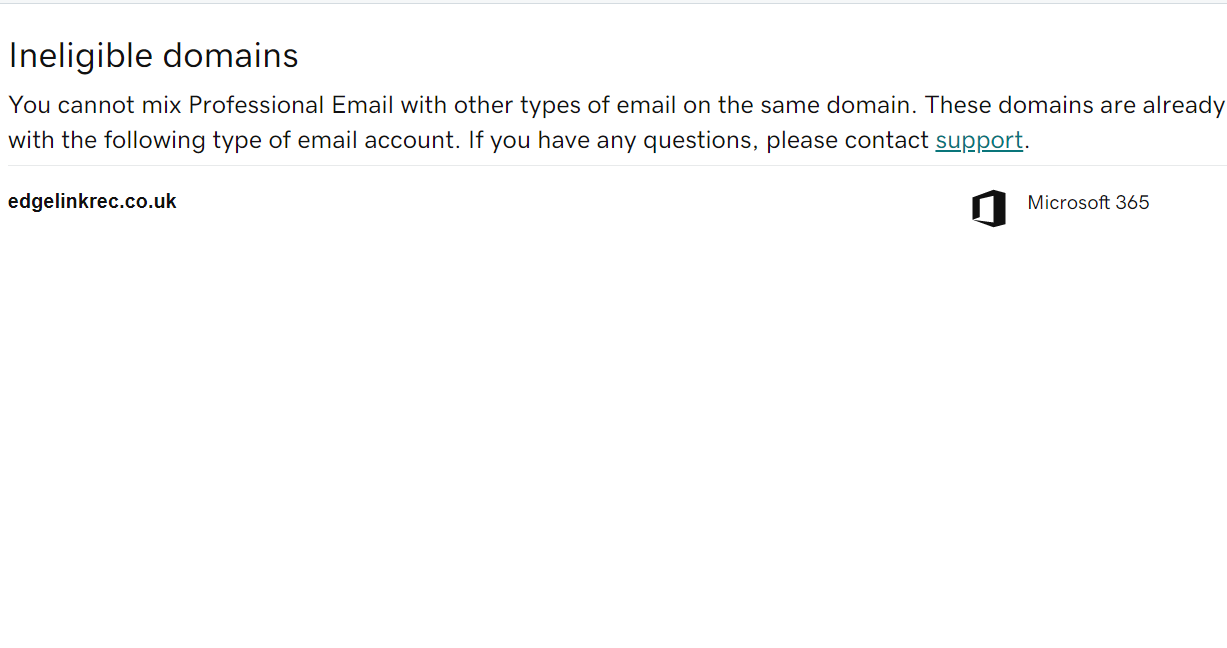 Ineligible domains
You cannot mix Professional Email with other types of email on the same domain. These domains are already
with the following type of email account. If you have any questions, please contact support.
edgelinkrec.co.uk
Microsoft 365